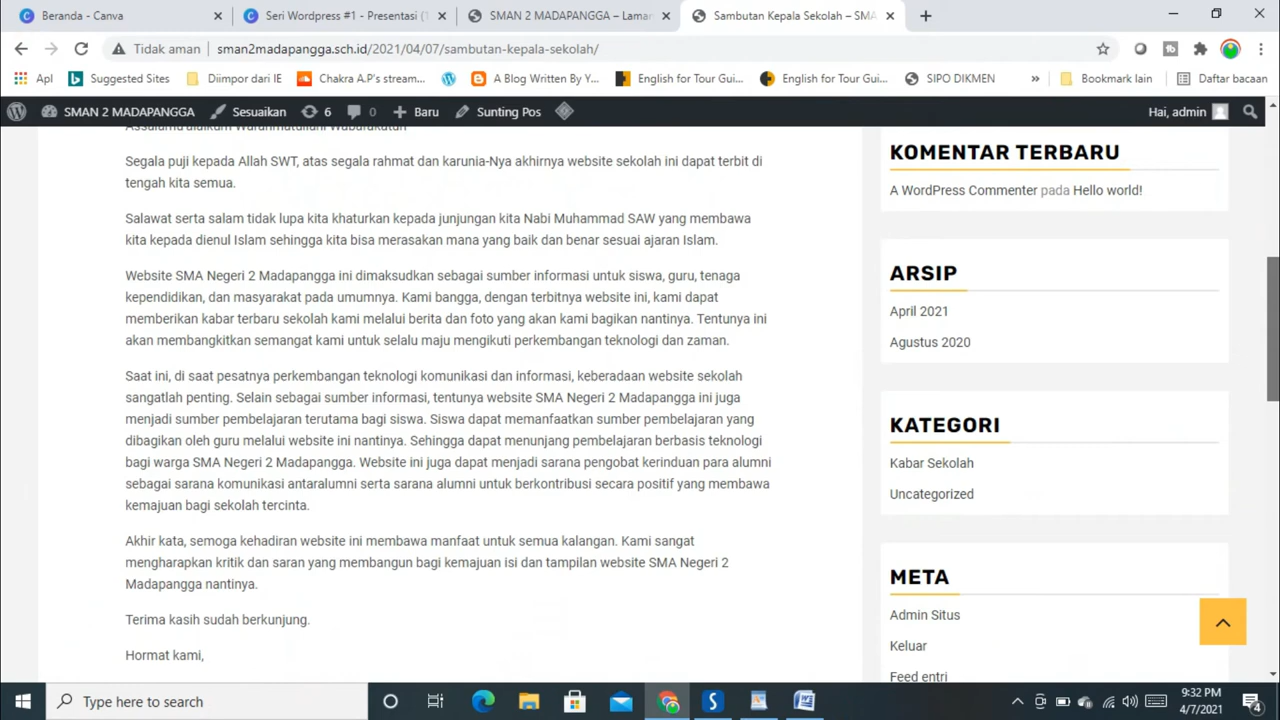 Beranda - Canva
Seri Wordpress #1 - Presentasi (1
SMAN 2 MADAPANGGA – Laman
Sambutan Kepala Sekolah – SMA
Tidak aman
sman2madapangga.sch.id/2021/04/07/sambutan-kepala-sekolah/
Apl
Suggested Sites
Diimpor dari IE
Chakra A.P's stream...
A Blog Written By Y...
English for Tour Gui...
English for Tour Gui...
SIPO DIKMEN
»
Bookmark lain
Daftar bacaan
SMAN 2 MADAPANGGA
Sesuaikan
6
0
Baru
Sunting Pos
Hai, admin
Segala puji kepada Allah SWT, atas segala rahmat dan karunia-Nya akhirnya website sekolah ini dapat terbit di
tengah kita semua.
Salawat serta salam tidak lupa kita khaturkan kepada junjungan kita Nabi Muhammad SAW yang membawa
kita kepada dienul Islam sehingga kita bisa merasakan mana yang baik dan benar sesuai ajaran Islam.
Website SMA Negeri 2 Madapangga ini dimaksudkan sebagai sumber informasi untuk siswa, guru, tenaga
kependidikan, dan masyarakat pada umumnya. Kami bangga, dengan terbitnya website ini, kami dapat
memberikan kabar terbaru sekolah kami melalui berita dan foto yang akan kami bagikan nantinya. Tentunya ini
akan membangkitkan semangat kami untuk selalu maju mengikuti perkembangan teknologi dan zaman.
Saat ini, di saat pesatnya perkembangan teknologi komunikasi dan informasi, keberadaan website sekolah
sangatlah penting. Selain sebagai sumber informasi, tentunya website SMA Negeri 2 Madapangga ini juga
menjadi sumber pembelajaran terutama bagi siswa. Siswa dapat memanfaatkan sumber pembelajaran yang
dibagikan oleh guru melalui website ini nantinya. Sehingga dapat menunjang pembelajaran berbasis teknologi
bagi warga SMA Negeri 2 Madapangga. Website ini juga dapat menjadi sarana pengobat kerinduan para alumni
sebagai sarana komunikasi antaralumni serta sarana alumni untuk berkontribusi secara positif yang membawa
kemajuan bagi sekolah tercinta.
Akhir kata, semoga kehadiran website ini membawa manfaat untuk semua kalangan. Kami sangat
mengharapkan kritik dan saran yang membangun bagi kemajuan isi dan tampilan website SMA Negeri 2
Madapangga nantinya.
Terima kasih sudah berkunjung.
Hormat kami,
KOMENTAR TERBARU
A WordPress Commenter pada Hello world!
ARSIP
April 2021
Agustus 2020
KATEGORI
Kabar Sekolah
Uncategorized
META
Admin Situs
Keluar
Feed entri
Type here to search
9:32 PM
4/7/2021
4